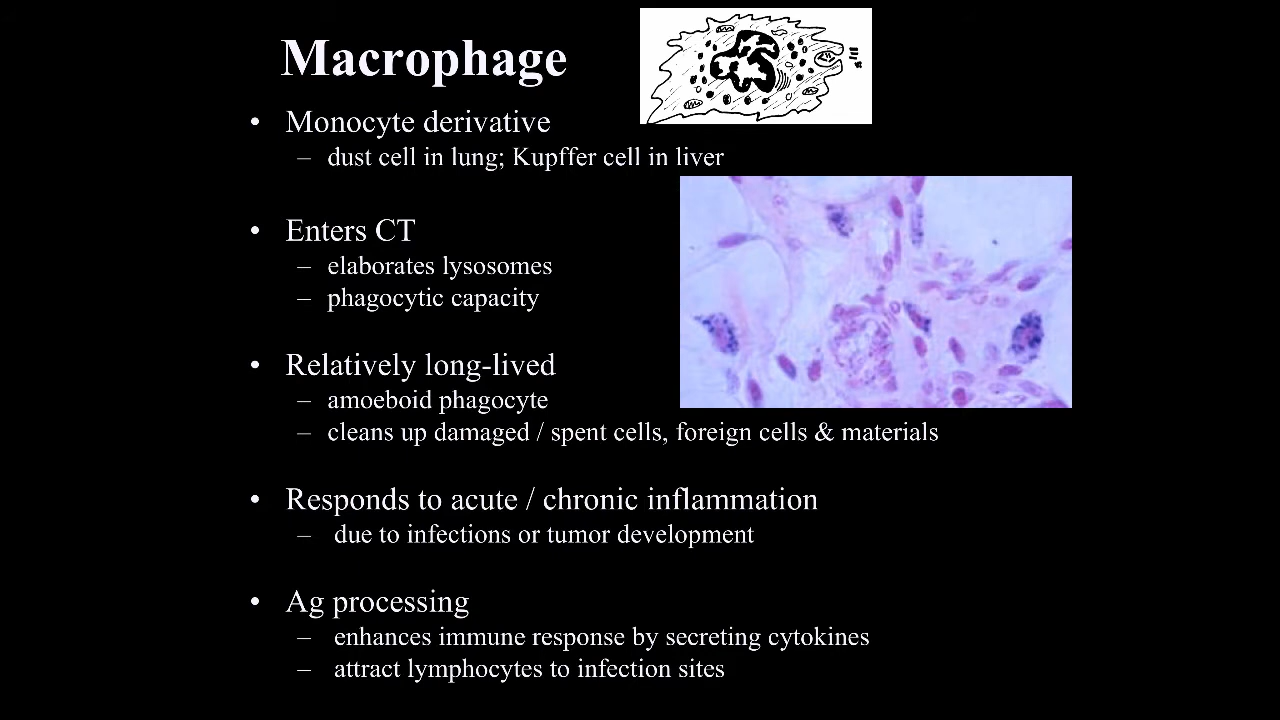 Macrophage
• Monocyte derivative
– dust cell in lung; Kupffer cell in liver
• Enters CT
– elaborates lysosomes
– phagocytic capacity
• Relatively long-lived
– amoeboid phagocyte
– cleans up damaged / spent cells, foreign cells & materials
• Responds to acute / chronic inflammation
– due to infections or tumor development
• Ag processing
– enhances immune response by secreting cytokines
– attract lymphocytes to infection sites